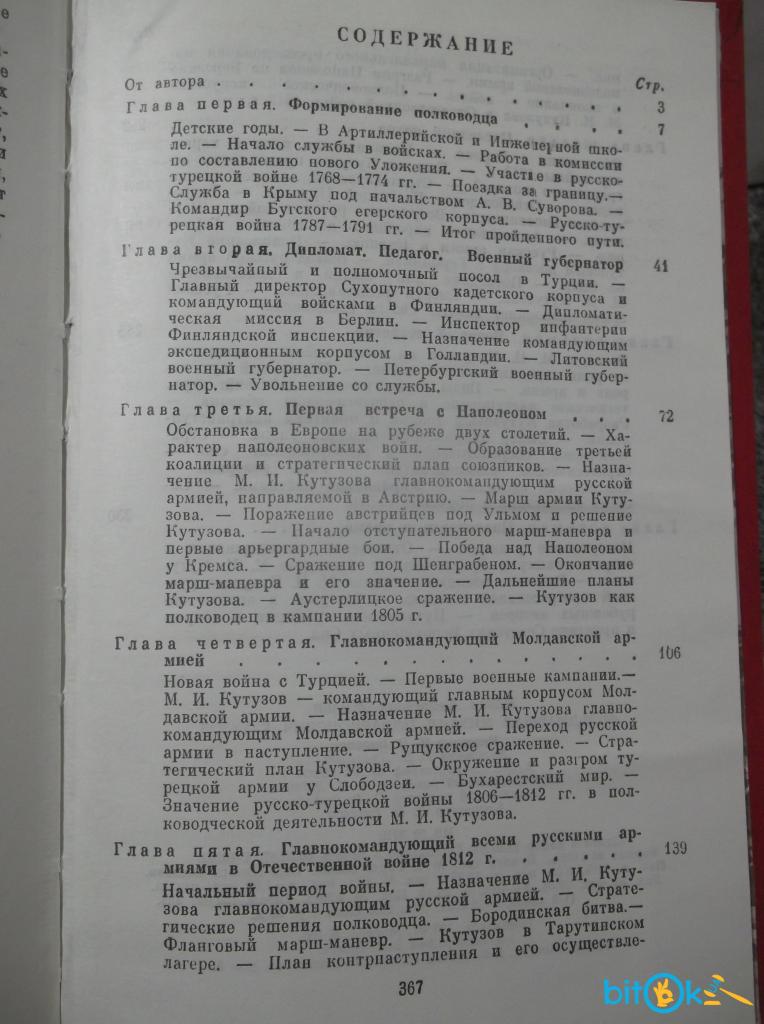 СОДЕРЖАНИЕ
Стр.
От автора . . . . . . . . . . . . . 3
Глава первая. Формирование полководца . . . . 7
Детские годы. — В Артиллерийской и Инженерной шко-
ле. — Начало службы в войсках. — Работа в комиссии
по составлению нового Уложения. — Участие в русско-
турецкой войне 1768—1774 гг. — Поездка за границу.—
Служба в Крыму под начальством А. В. Суворова. —
Командир Бугского егерского корпуса. — Русско-ту-
рецкая война 1787—1791 гг. — Итог пройденного пути.
Глава вторая. Дипломат. Педагог. Военный губернатор 41
Чрезвычайный и полномочный посол в Турции. —
Главный директор Сухопутного кадетского корпуса и
командующий войсками в Финляндии. — Дипломати-
ческая миссия в Берлин. — Инспектор инфантерии
Финляндской инспекции. — Назначение командующим
экспедиционным корпусом в Голландии. — Литовский
военный губернатор. — Петербургский военный губер-
натор. — Увольнение со службы.
Глава третья. Первая встреча с Наполеоном . . . 72
Обстановка в Европе на рубеже двух столетий. — Ха-
рактер наполеоновских войн. — Образование третьей
коалиции и стратегический план союзников. — Назна-
чение М. И. Кутузова главнокомандующим русской
армией, направляемой в Австрию. — Марш армии Куту-
зова. — Поражение австрийцев под Ульмом и решение
Кутузова. — Начало отступательного марш-маневра и
первые арьергардные бои. — Победа над Наполеоном
у Кремса. — Сражение под Шенграбеном. — Окончание
марш-маневра и его значение. — Дальнейшие планы
Кутузова. — Аустерлицкое сражение. — Кутузов как
полководец в кампании 1805 г.
Глава четвертая. Главнокомандующий Молдавской ар-
мией . . . . . . . . . . . . . 106
Новая война с Турцией. — Первые военные кампании.—
М. И. Кутузов — командующий главным корпусом Мол-
давской армии. — Назначение М. И. Кутузова главно-
командующим Молдавской армией. — Переход русской
армии в наступление. — Рущукское сражение. — Стра-
тегический план Кутузова. — Окружение и разгром ту-
рецкой армии у Слободзеи. — Бухарестский мир. —
Значение русско-турецкой войны 1806—1812 гг. в пол-
ководческой деятельности М. И. Кутузова.
Глава пятая. Главнокомандующий всеми русскими ар-
миями в Отечественной войне 1812 г. . . . . . 139
Начальный период войны. — Назначение М. И. Куту-
зова главнокомандующим русской армией. — Страте-
гические решения полководца. — Бородинская битва.—
Фланговый марш-маневр. — Кутузов в Тарутинском
лагере. — План контрнаступления и его осуществле-
367
bitok